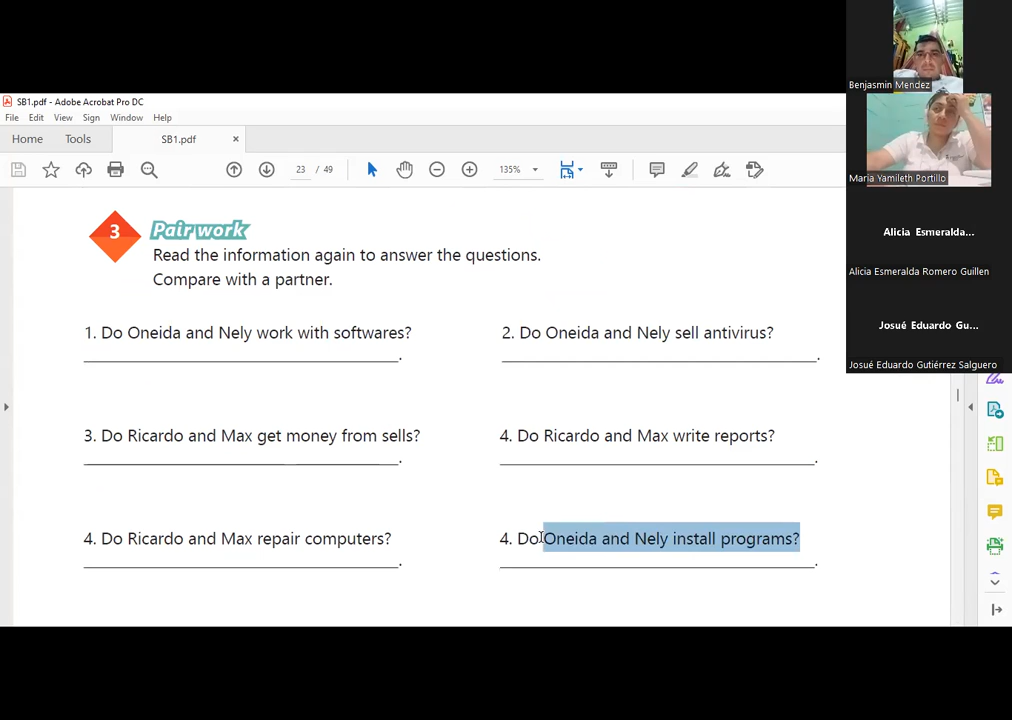 SB1.pdf - Adobe Acrobat Pro DC
File Edit View Sign Window Help
Home Tools SB1.pdf ×
23 / 49 135%
3 Pair work
Read the information again to answer the questions.
Compare with a partner.
1. Do Oneida and Nely work with softwares? 2. Do Oneida and Nely sell antivirus?
3. Do Ricardo and Max get money from sells? 4. Do Ricardo and Max write reports?
4. Do Ricardo and Max repair computers? 4. Do Oneida and Nely install programs?
Benjasmin Mendez
Maria Yamileth Portillo
Alicia Esmeralda...
Alicia Esmeralda Romero Guillen
Josué Eduardo Gu...
Josué Eduardo Gutiérrez Salguero